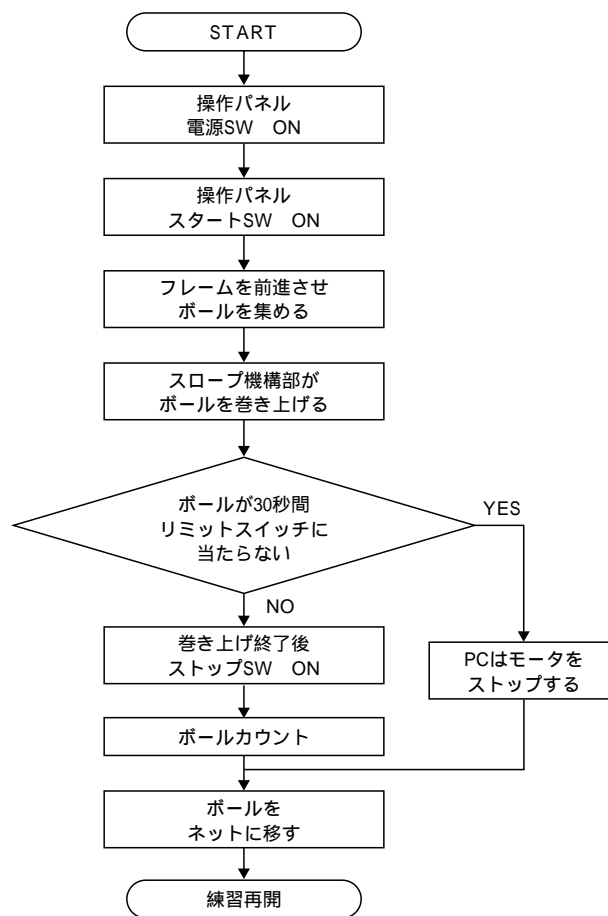 START
操作パネル
電源SW ON
操作パネル
スタートSW ON
フレームを前進させ
ボールを集める
スロープ機構部が
ボールを巻き上げる
ボールが30秒間
リミットスイッチに
当たらない
YES
NO
巻き上げ終了後
ストップSW ON
PCはモータを
ストップする
ボールカウント
ボールを
ネットに移す
練習再開